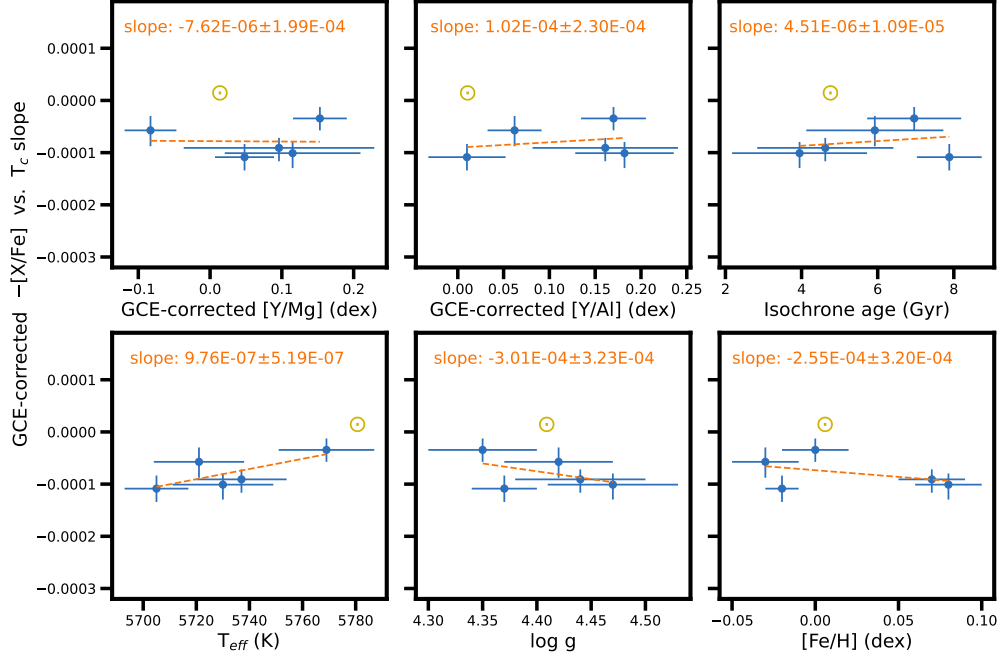 GCE-corrected −[X/Fe] vs. T_c slope
slope: -7.62E-06±1.99E-04
slope: 1.02E-04±2.30E-04
slope: 4.51E-06±1.09E-05
0.0001
0.0000
−0.0001
−0.0002
−0.0003
−0.1 0.0 0.1 0.2
0.00 0.05 0.10 0.15 0.20 0.25
2 4 6 8
GCE-corrected [Y/Mg] (dex)
GCE-corrected [Y/Al] (dex)
Isochrone age (Gyr)
slope: 9.76E-07±5.19E-07
slope: -3.01E-04±3.23E-04
slope: -2.55E-04±3.20E-04
0.0001
0.0000
−0.0001
−0.0002
−0.0003
5700 5720 5740 5760 5780
4.30 4.35 4.40 4.45 4.50
−0.05 0.00 0.05 0.10
T_eff (K)
log g
[Fe/H] (dex)